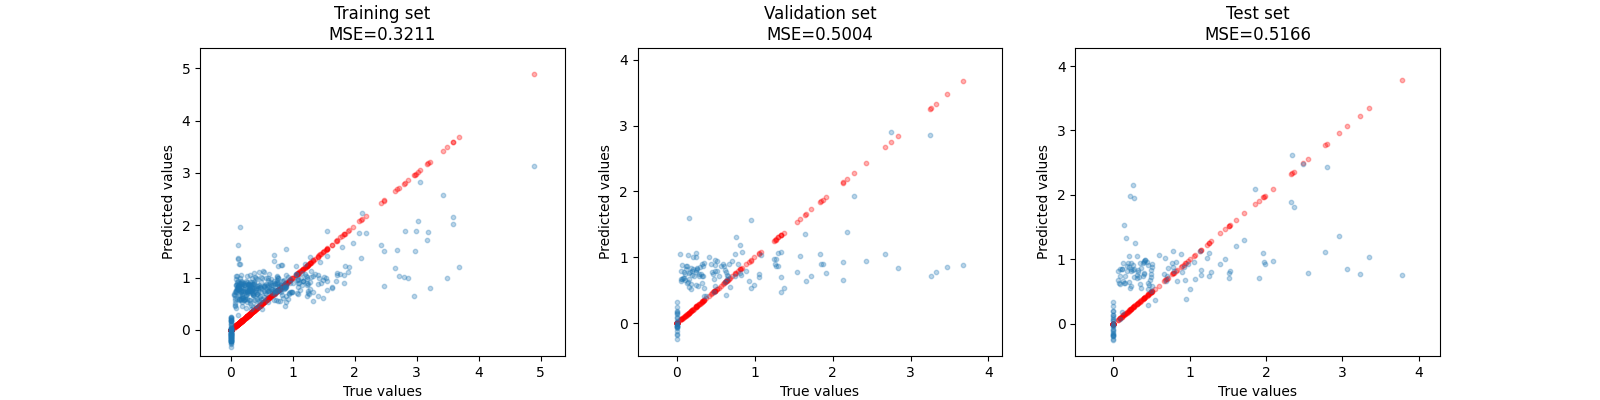 Training set
MSE=0.3211
5
4
3
2
1
0
Predicted values
0 1 2 3 4 5
True values
Validation set
MSE=0.5004
4
3
2
1
0
Predicted values
0 1 2 3 4
True values
Test set
MSE=0.5166
4
3
2
1
0
Predicted values
0 1 2 3 4
True values